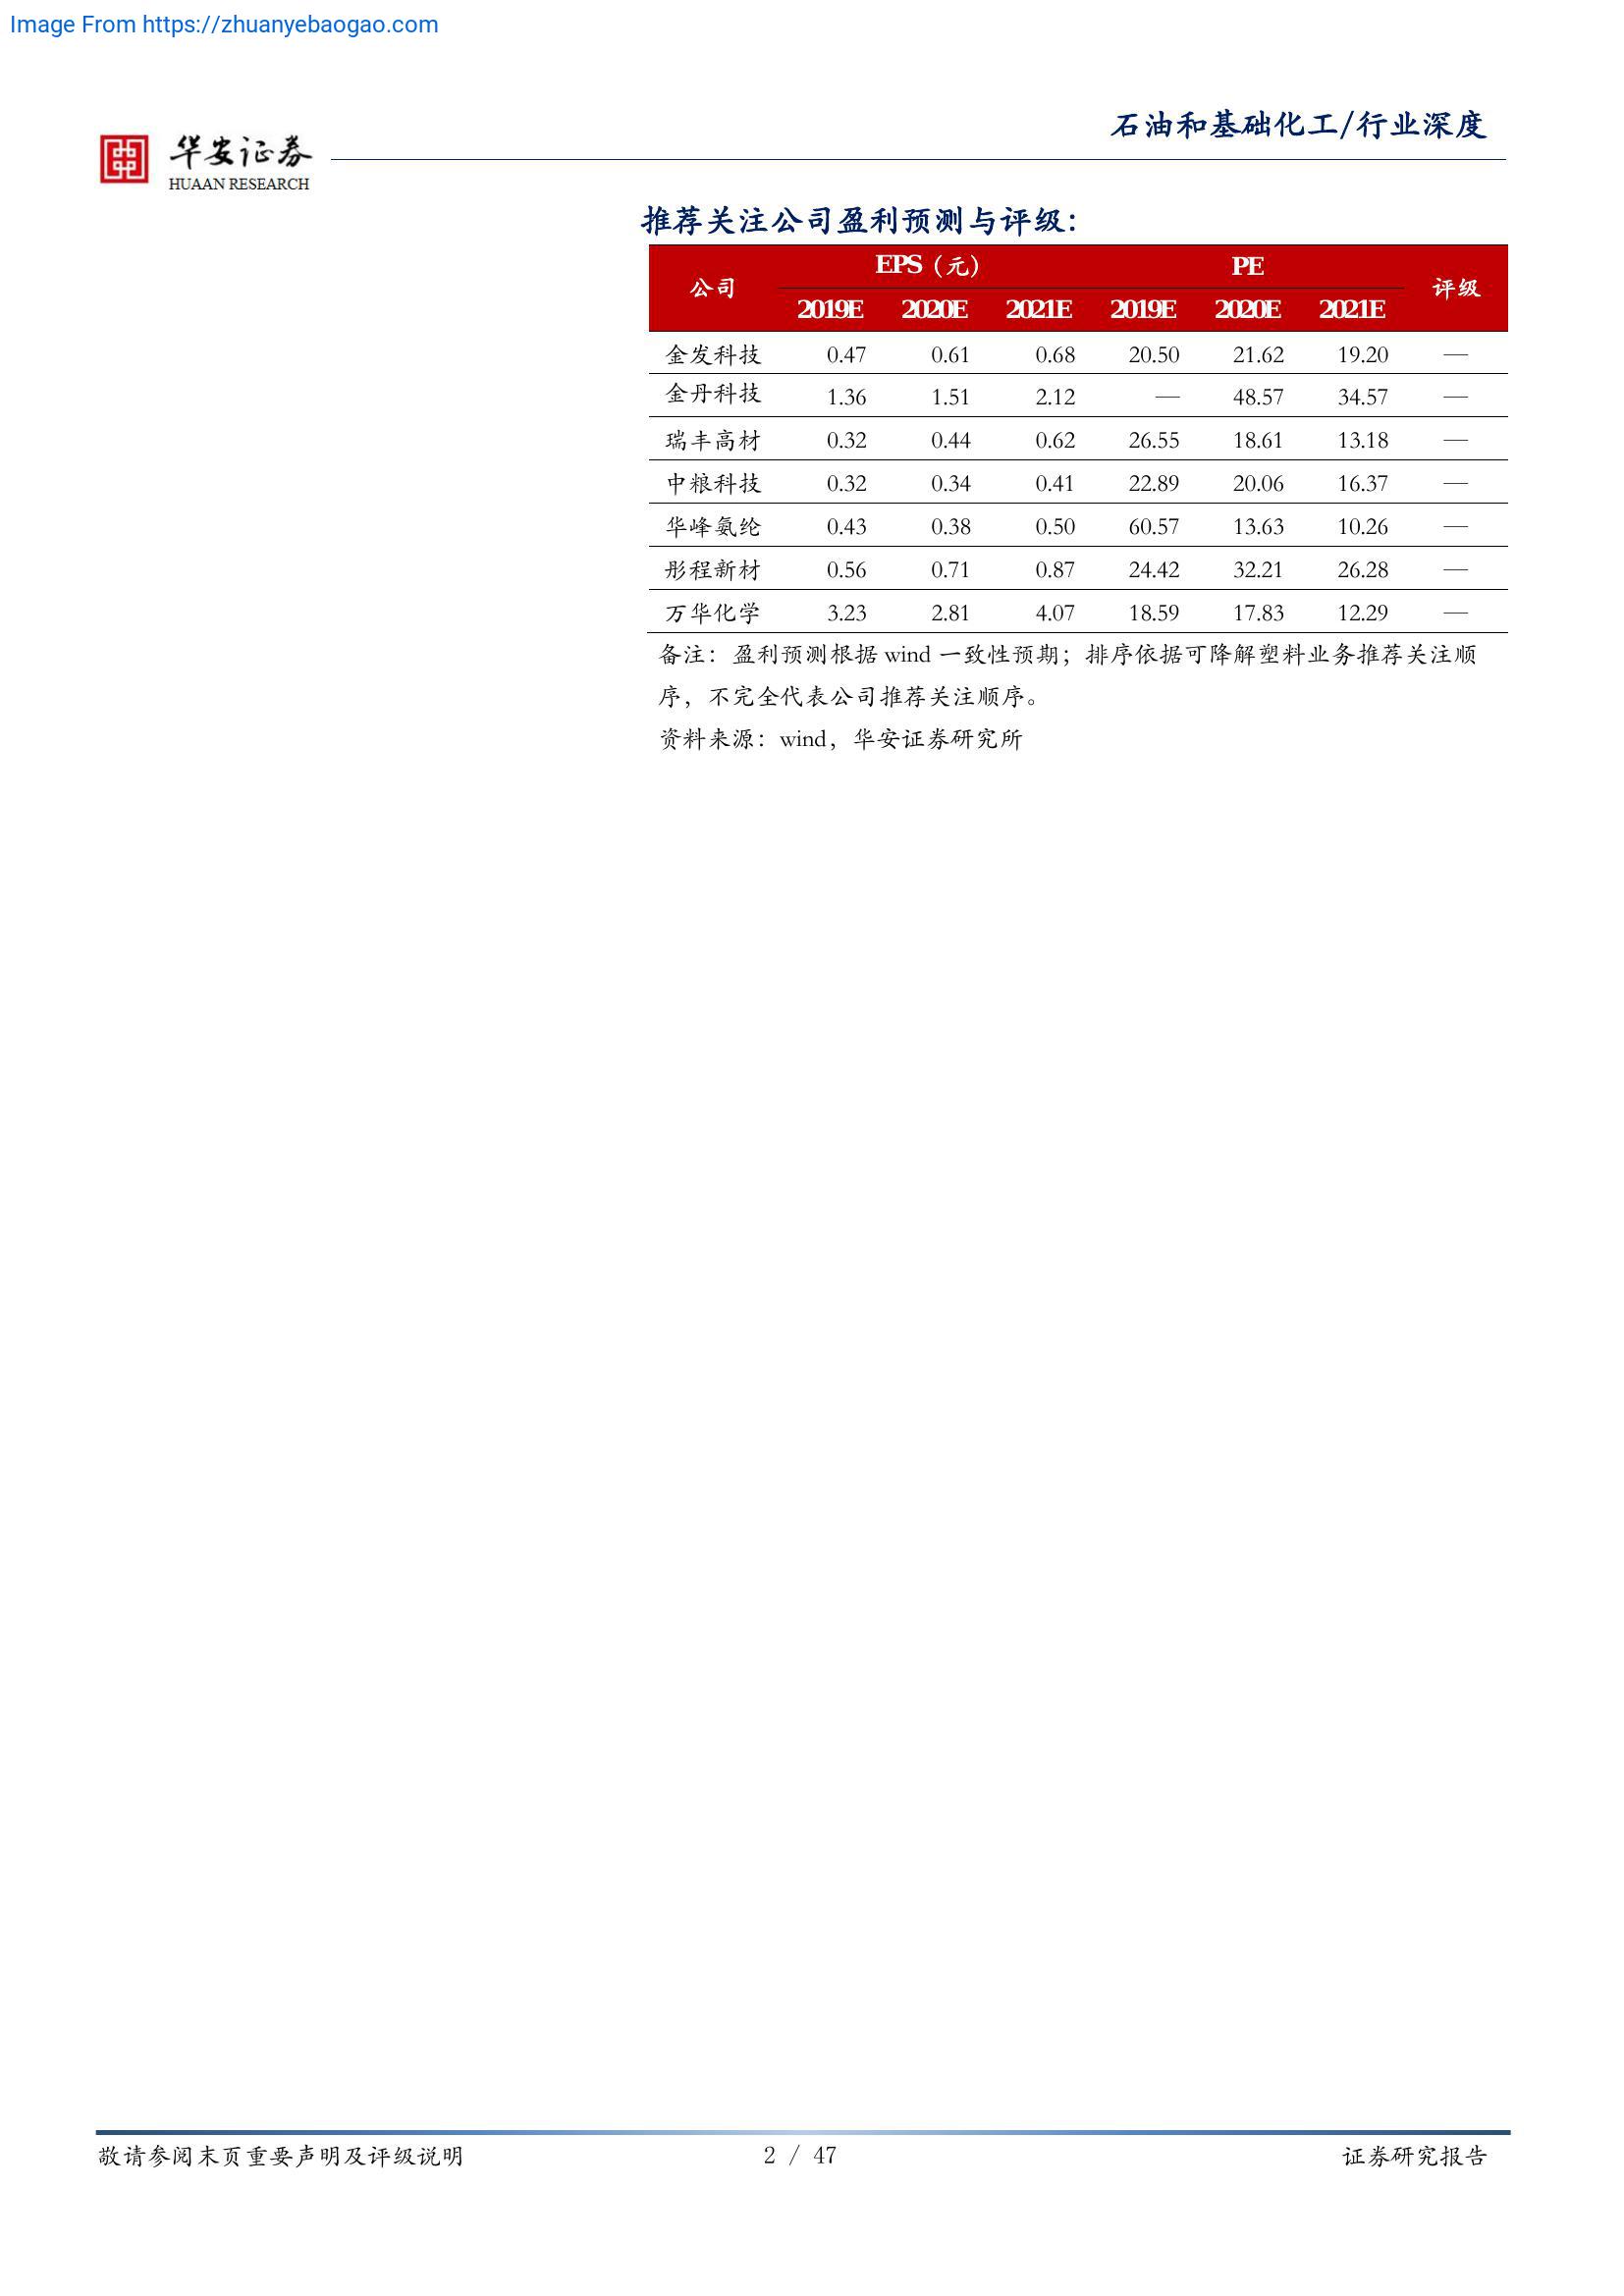 Image From https://zhuanyebaogao.com
石油和基础化工/行业深度
华安证券
HUAAN RESEARCH
推荐关注公司盈利预测与评级：
公司 EPS（元） PE 评级
2019E 2020E 2021E 2019E 2020E 2021E
金发科技 0.47 0.61 0.68 20.50 21.62 19.20 —
金丹科技 1.36 1.51 2.12 — 48.57 34.57 —
瑞丰高材 0.32 0.44 0.62 26.55 18.61 13.18 —
中粮科技 0.32 0.34 0.41 22.89 20.06 16.37 —
华峰氨纶 0.43 0.38 0.50 60.57 13.63 10.26 —
彤程新材 0.56 0.71 0.87 24.42 32.21 26.28 —
万华化学 3.23 2.81 4.07 18.59 17.83 12.29 —
备注：盈利预测根据 wind 一致性预期；排序依据可降解塑料业务推荐关注顺
序，不完全代表公司推荐关注顺序。
资料来源：wind，华安证券研究所
敬请参阅末页重要声明及评级说明 2 / 47 证券研究报告